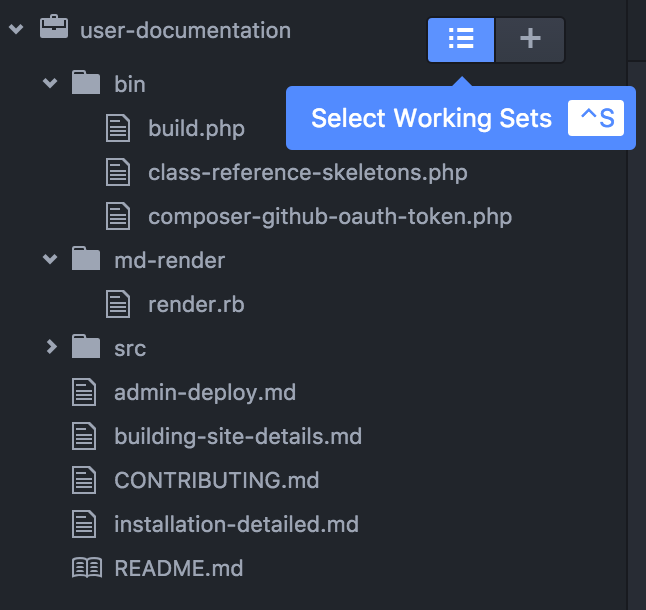 user-documentation
bin
build.php
Select Working Sets ^S
class-reference-skeletons.php
composer-github-oauth-token.php
md-render
render.rb
src
admin-deploy.md
building-site-details.md
CONTRIBUTING.md
installation-detailed.md
README.md